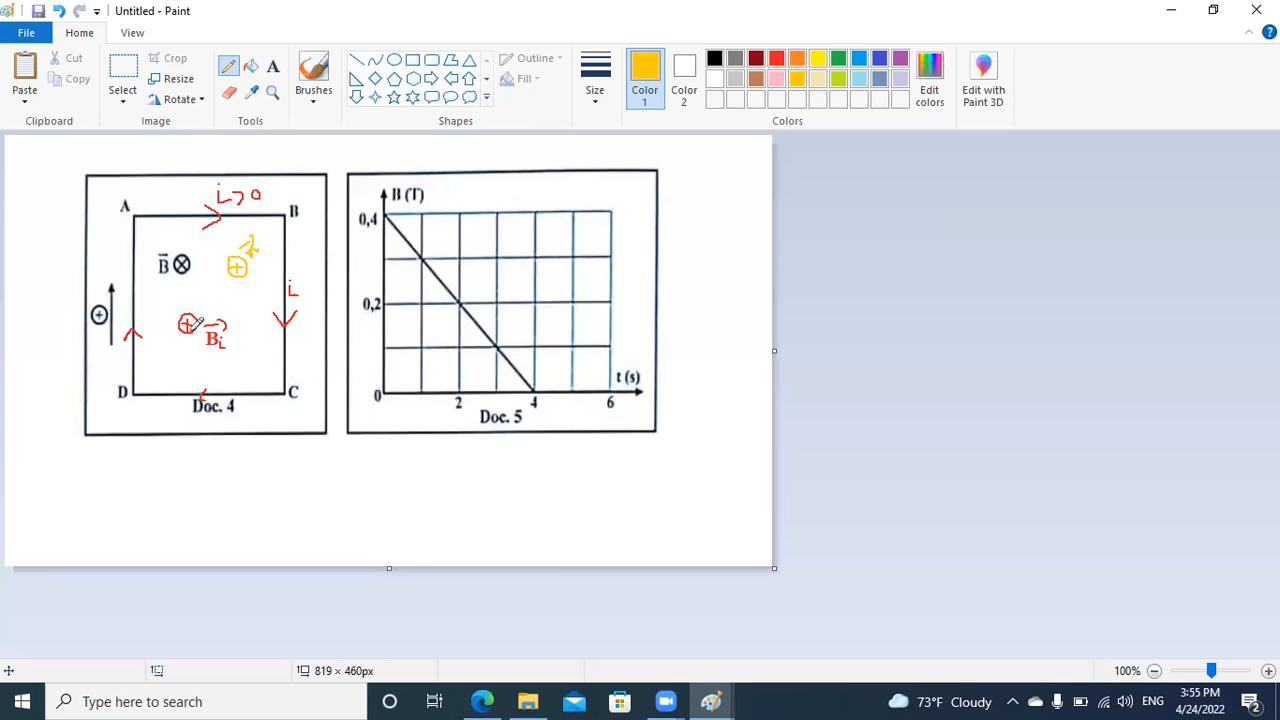 Untitled - Paint
File
Home
View
Paste
Cut
Copy
Clipboard
Select
Crop
Resize
Rotate
Image
A
Tools
Brushes
Shapes
Outline
Fill
Size
Color
1
Color
2
Edit
colors
Edit with
Paint 3D
Colors
i>0
A
B
B⃗
i
B⃗i
D
C
Doc. 4
B (T)
0,4
0,2
0
2
4
6
t (s)
Doc. 5
819 × 460px
100%
Type here to search
73°F Cloudy
ENG
3:55 PM
4/24/2022
2